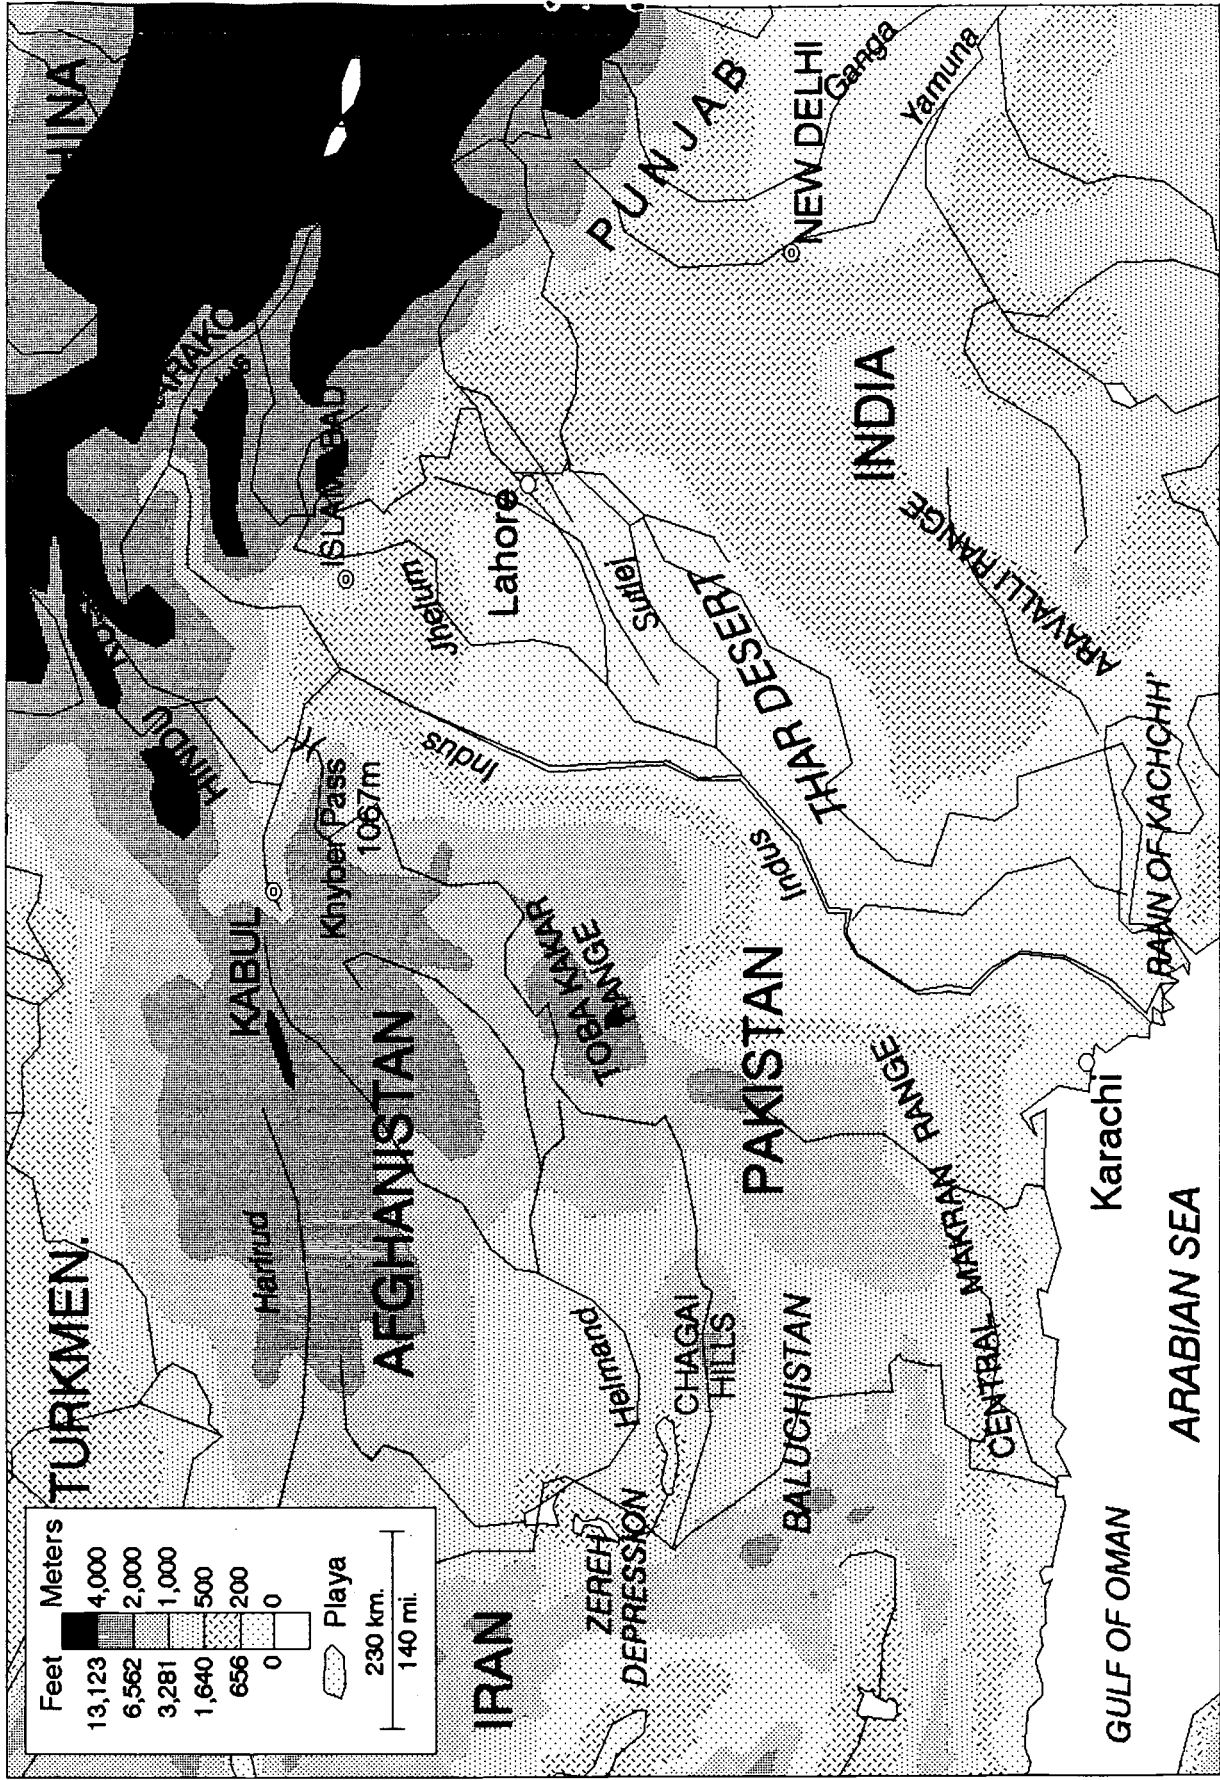 TURKMEN.
HINA
HINDU
KABUL
Khyber Pass
1067m
ISLAMABAD
Harirud
AFGHANISTAN
Indus
Jhelum
Lahore
Sutlej
PUNJAB
Ganga
Yamuna
NEW DELHI
TOBA KAKAR
RANGE
Helmand
CHAGAI
HILLS
IRAN
ZEREH
DEPRESSION
BALUCHISTAN
PAKISTAN
Indus
THAR DESERT
INDIA
ARAVALLI RANGE
CENTRAL MAKRAN RANGE
Karachi
RANN OF KACHCHH'
GULF OF OMAN
ARABIAN SEA
Feet Meters
13,123 4,000
6,562 2,000
3,281 1,000
1,640 500
656 200
0 0
Playa
230 km.
140 mi.